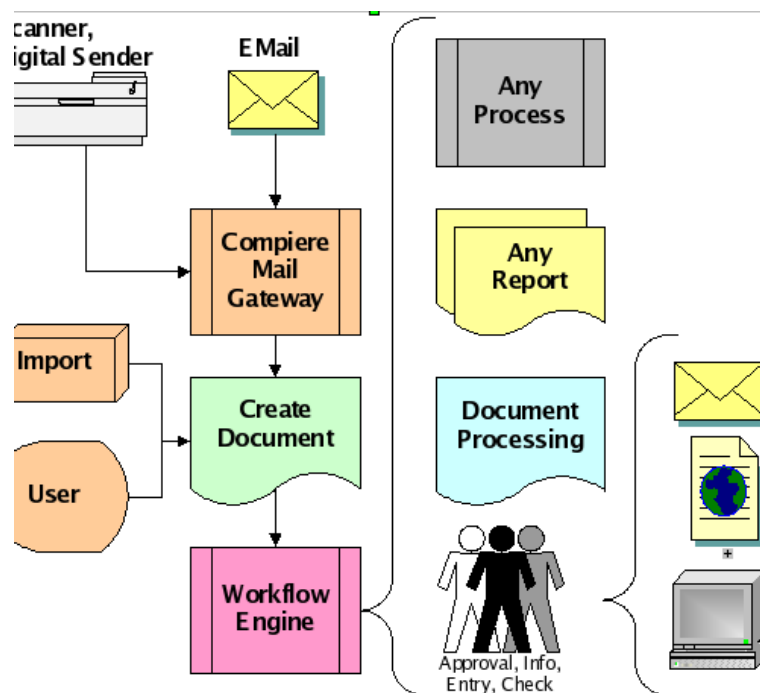 canner,
igital Sender
EMail
Any
Process
Compiere
Mail
Gateway
Any
Report
Import
Create
Document
Document
Processing
User
Workflow
Engine
Approval, Info,
Entry, Check